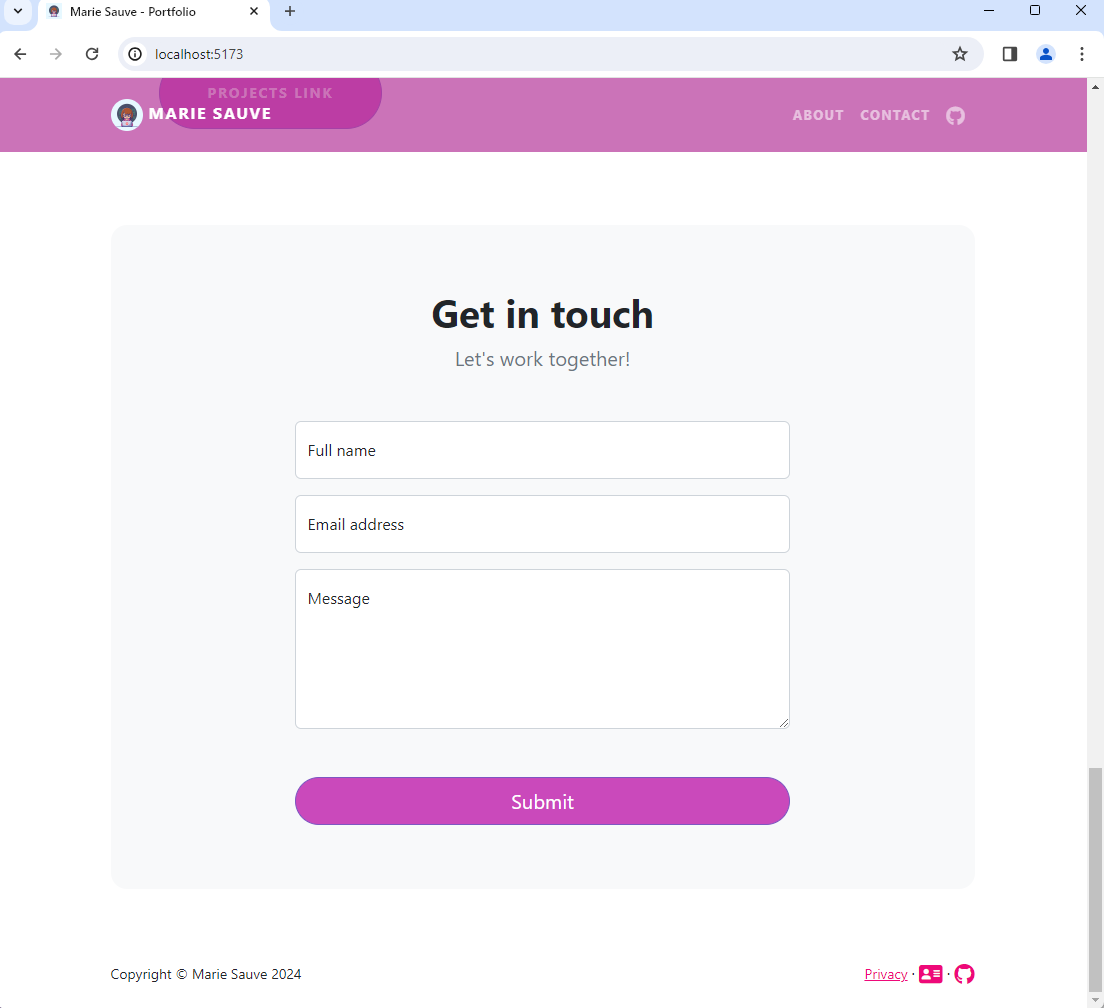 Marie Sauve - Portfolio
localhost:5173
PROJECTS LINK
MARIE SAUVE
ABOUT CONTACT
Get in touch
Let's work together!
Full name
Email address
Message
Submit
Copyright © Marie Sauve 2024
Privacy · ·